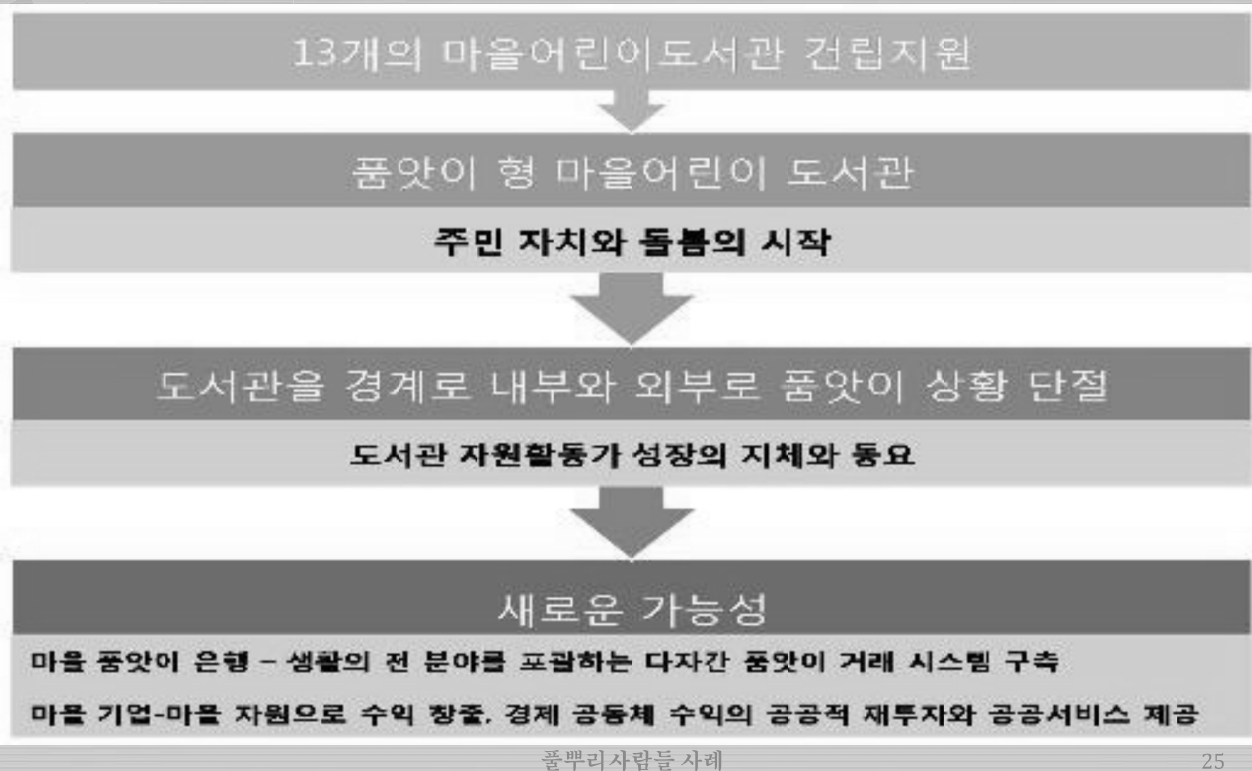 13개의 마을어린이도서관 건립지원
품앗이 형 마을어린이 도서관
주민 자치와 돌봄의 시작
도서관을 경계로 내부와 외부로 품앗이 상황 단절
도서관 자원활동가 성장의 지체와 동요
새로운 가능성
마을 품앗이 은행 – 생활의 전 분야를 포괄하는 다자간 품앗이 거래 시스템 구축
마을 기업-마을 자원으로 수익 창출, 경제 공동체 수익의 공공적 재투자와 공공서비스 제공
풀뿌리사람들 사례
25